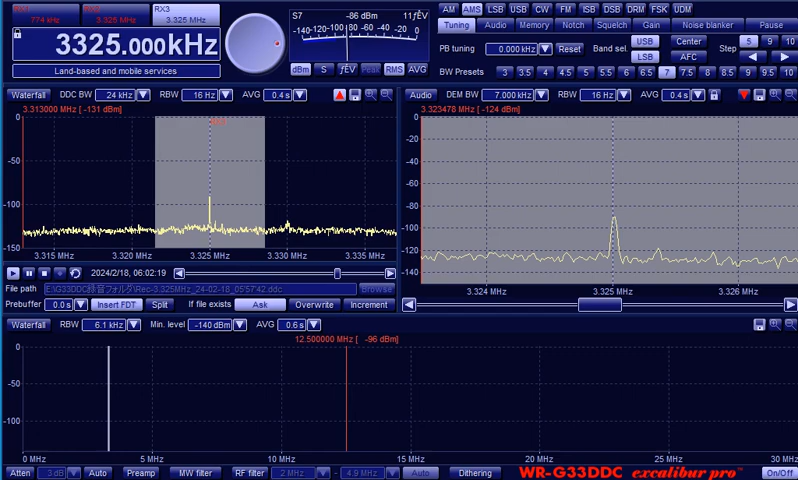 RX1 RX2 RX3
774 kHz 3.325 MHz 3.325 MHz
3325.000kHz
Land-based and mobile services
S7 -86 dBm 11ƒÊV
-140 -120 -100 -80 -60 -40 -20 0
dBm S ƒÊV Peak RMS AVG
AM AMS LSB USB CW FM ISB DSB DRM FSK UDM
Tuning Audio Memory Notch Squelch Gain Noise blanker Pause
PB tuning 0.000 kHz Reset Band sel. USB LSB Center AFC Step 5 9 10
BW Presets 3 3.5 4 4.5 5 5.5 6 6.5 7 7.5 8 8.5 9 9.5 10
Waterfall DDC BW 24 kHz RBW 16 Hz AVG 0.4 s
3.313000 MHz [ -131 dBm]
0
-50
-100
-150
3.315 MHz 3.320 MHz 3.325 MHz 3.330 MHz 3.335 MHz
Audio DEM BW 7.000 kHz RBW 16 Hz AVG 0.4 s
3.323478 MHz [ -124 dBm]
0
-20
-40
-60
-80
-100
-120
-140
3.324 MHz 3.325 MHz 3.326 MHz
2024/2/18, 06:02:19
File path E:\G33DDC録音フォルダ\Rec-3.325MHz_24-02-18_05'57'42.ddc Browse
Prebuffer 0.0 s Insert FDT Split If file exists Ask Overwrite Increment
Waterfall RBW 6.1 kHz Min. level -140 dBm AVG 0.6 s
12.500000 MHz [ -96 dBm]
0
-50
-100
0 MHz 5 MHz 10 MHz 15 MHz 20 MHz 25 MHz 30 MHz
Atten 3 dB Auto Preamp MW filter RF filter 2 MHz - 4.9 MHz Auto Dithering WR-G33DDC excalibur pro™ On/Off